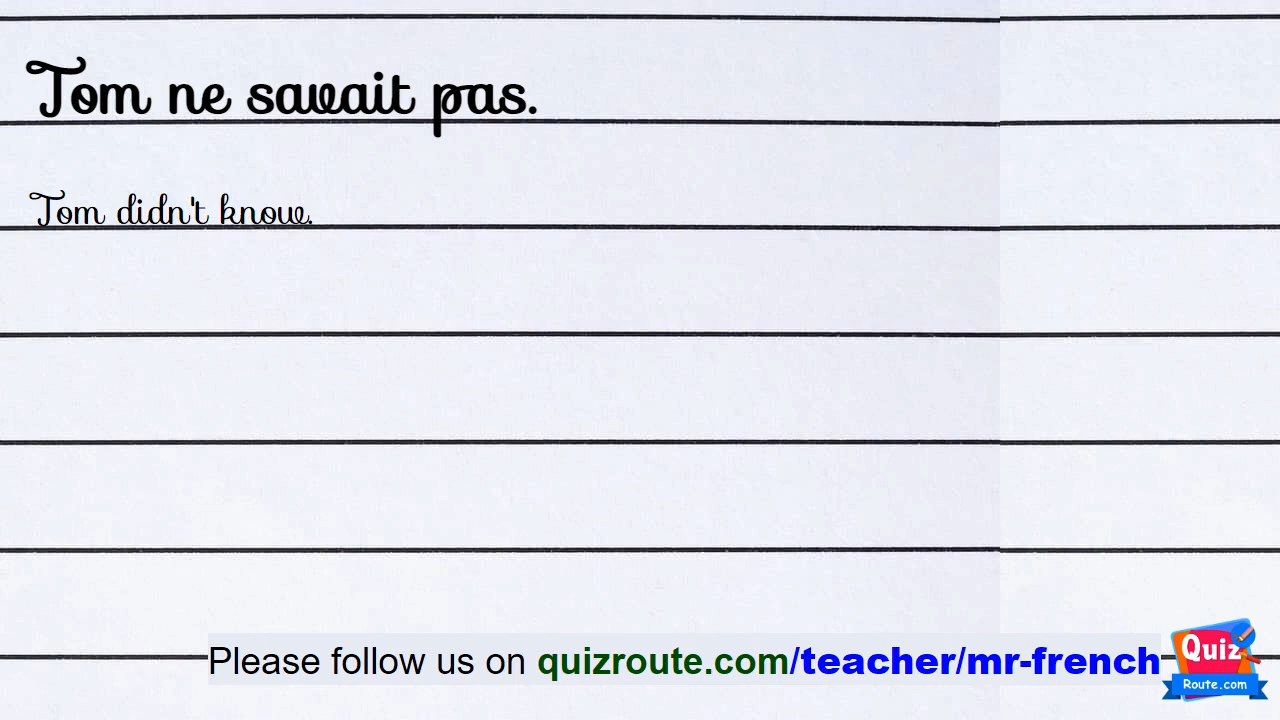 Tom ne savait pas.
Tom didn't know.
Please follow us on quizroute.com/teacher/mr-french
Quiz
Route.com